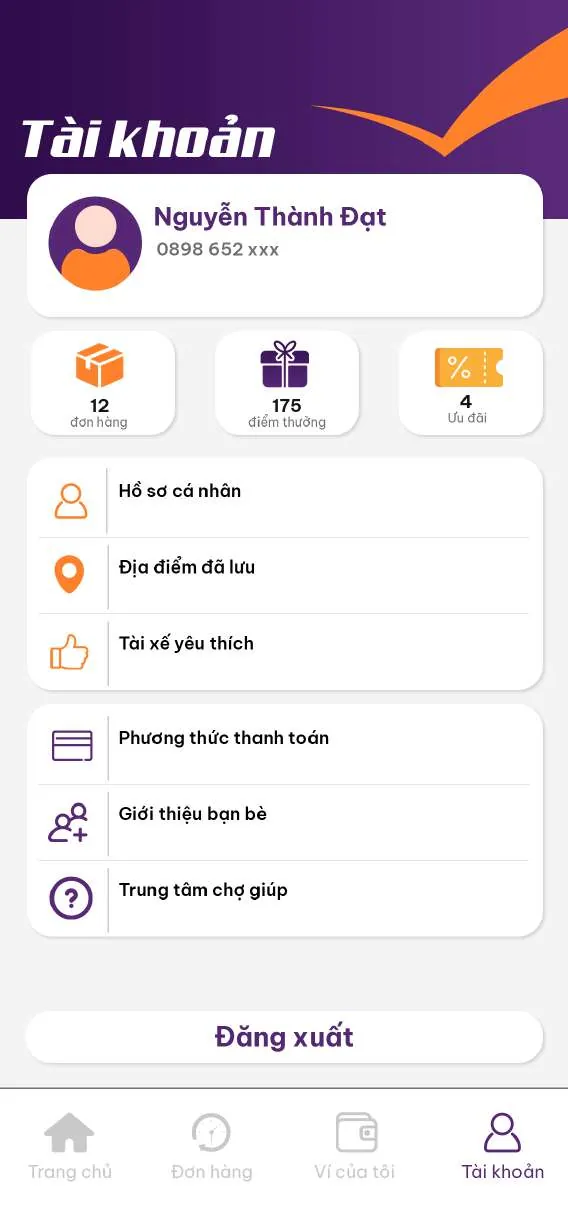 Tài khoản
Nguyễn Thành Đạt
0898 652 xxx
12
đơn hàng
175
điểm thưởng
4
Ưu đãi
Hồ sơ cá nhân
Địa điểm đã lưu
Tài xế yêu thích
Phương thức thanh toán
Giới thiệu bạn bè
Trung tâm chợ giúp
Đăng xuất
Trang chủ
Đơn hàng
Ví của tôi
Tài khoản